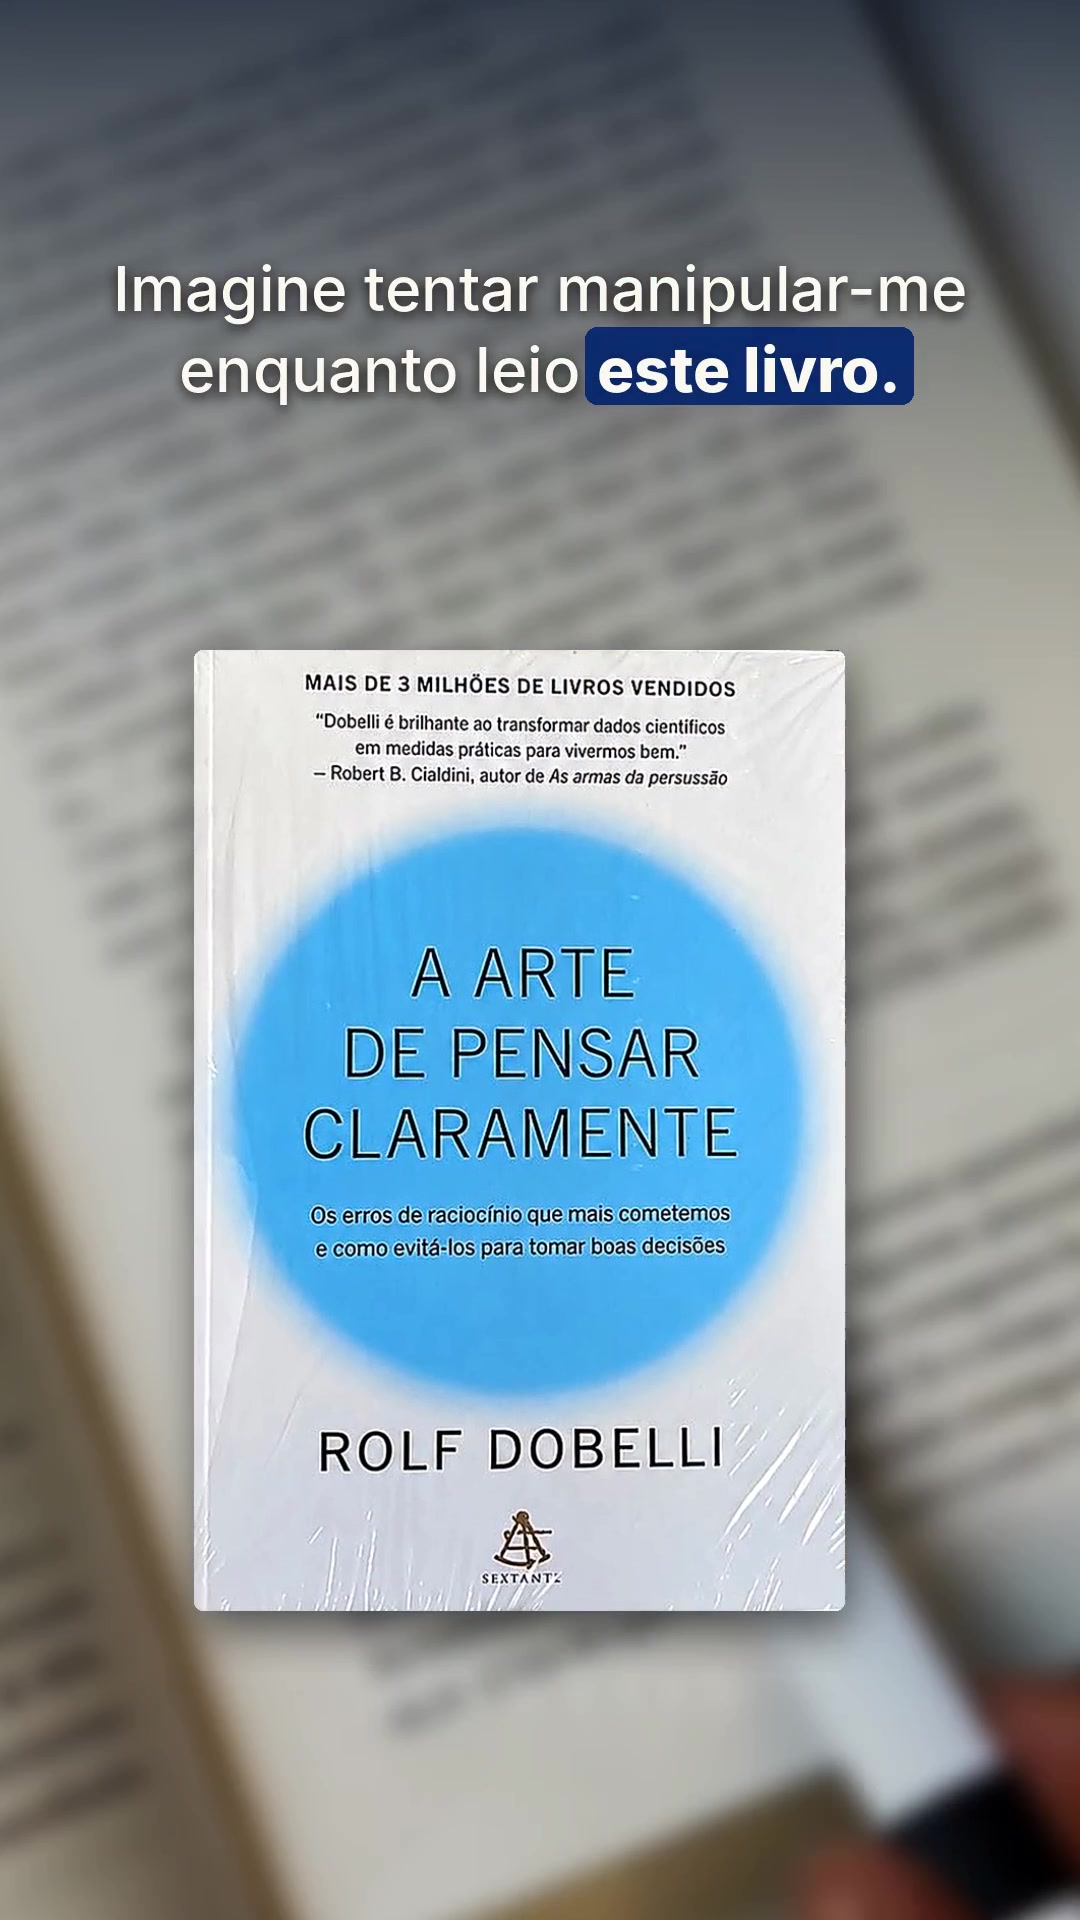 Imagine tentar manipular-me
enquanto leio este livro.
MAIS DE 3 MILHÕES DE LIVROS VENDIDOS
“Dobelli é brilhante ao transformar dados científicos
em medidas práticas para vivermos bem.”
– Robert B. Cialdini, autor de As armas da persussão
A ARTE
DE PENSAR
CLARAMENTE
Os erros de raciocínio que mais cometemos
e como evitá-los para tomar boas decisões
ROLF DOBELLI
SEXTANTE